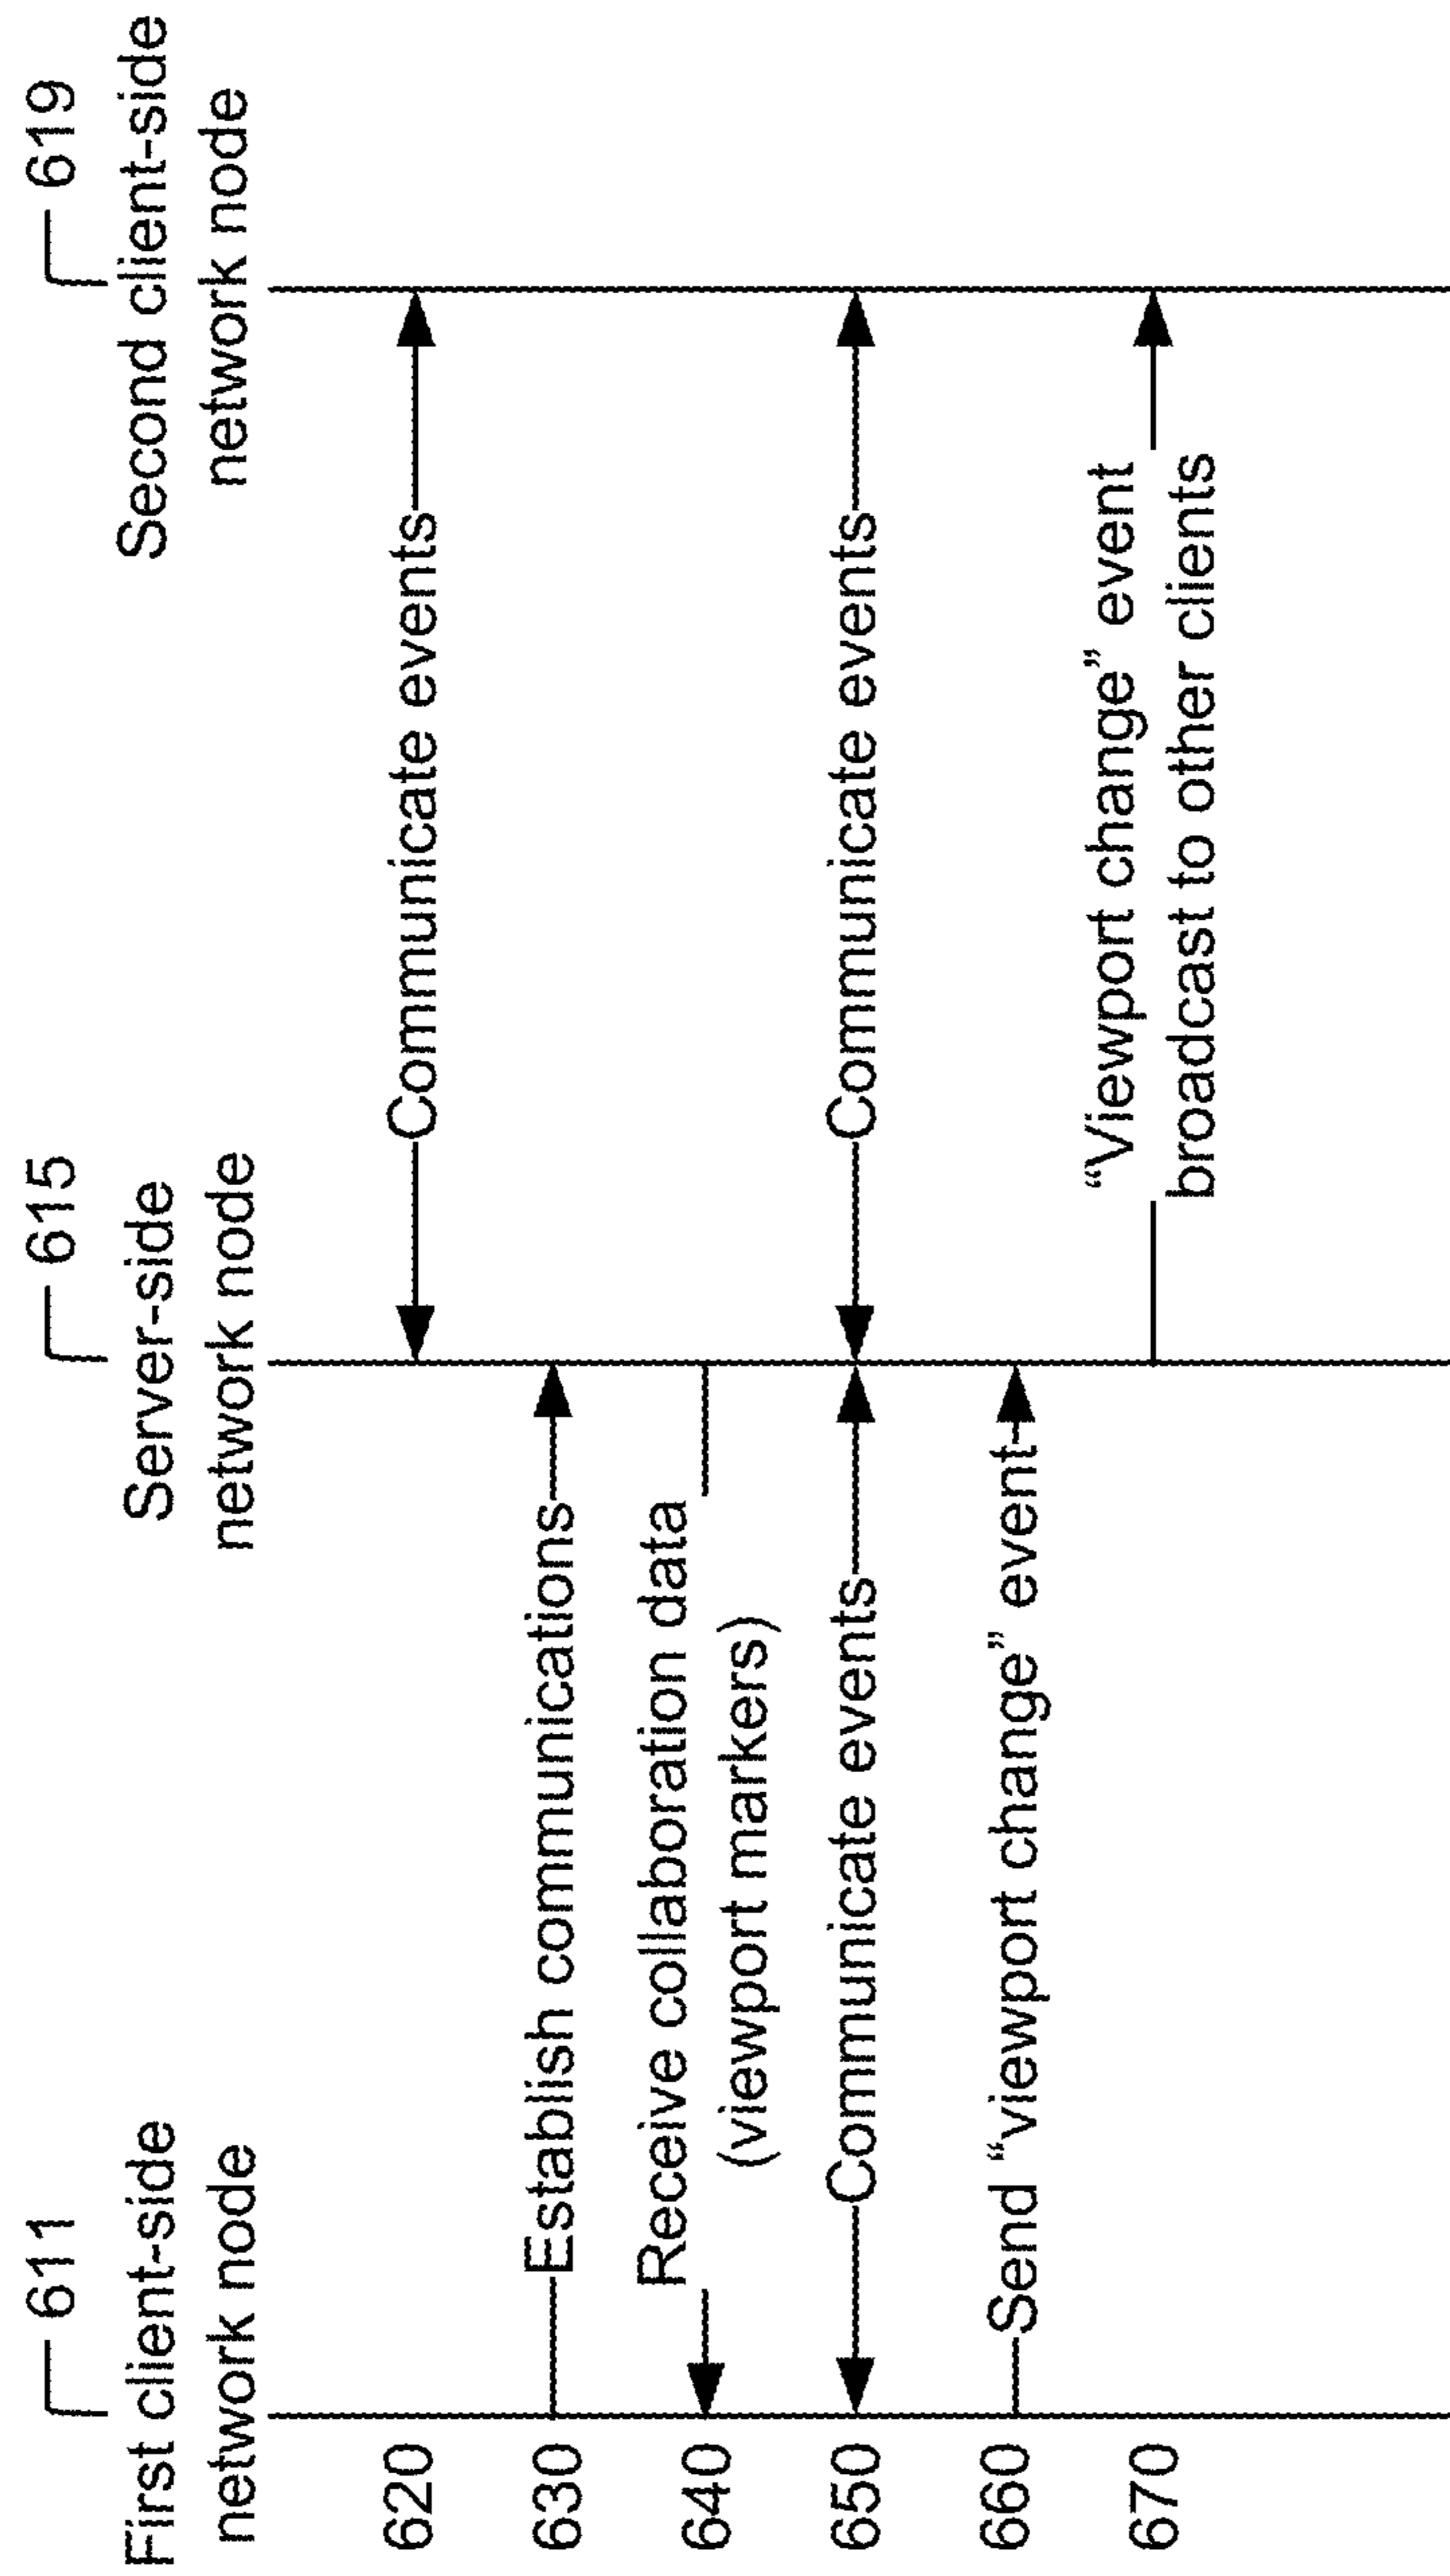 611
First client-side
network node
615
Server-side
network node
619
Second client-side
network node
620
Communicate events
630
Establish communications
640
Receive collaboration data
(viewport markers)
650
Communicate events
Communicate events
660
Send “viewport change” event
670
“Viewport change” event
broadcast to other clients